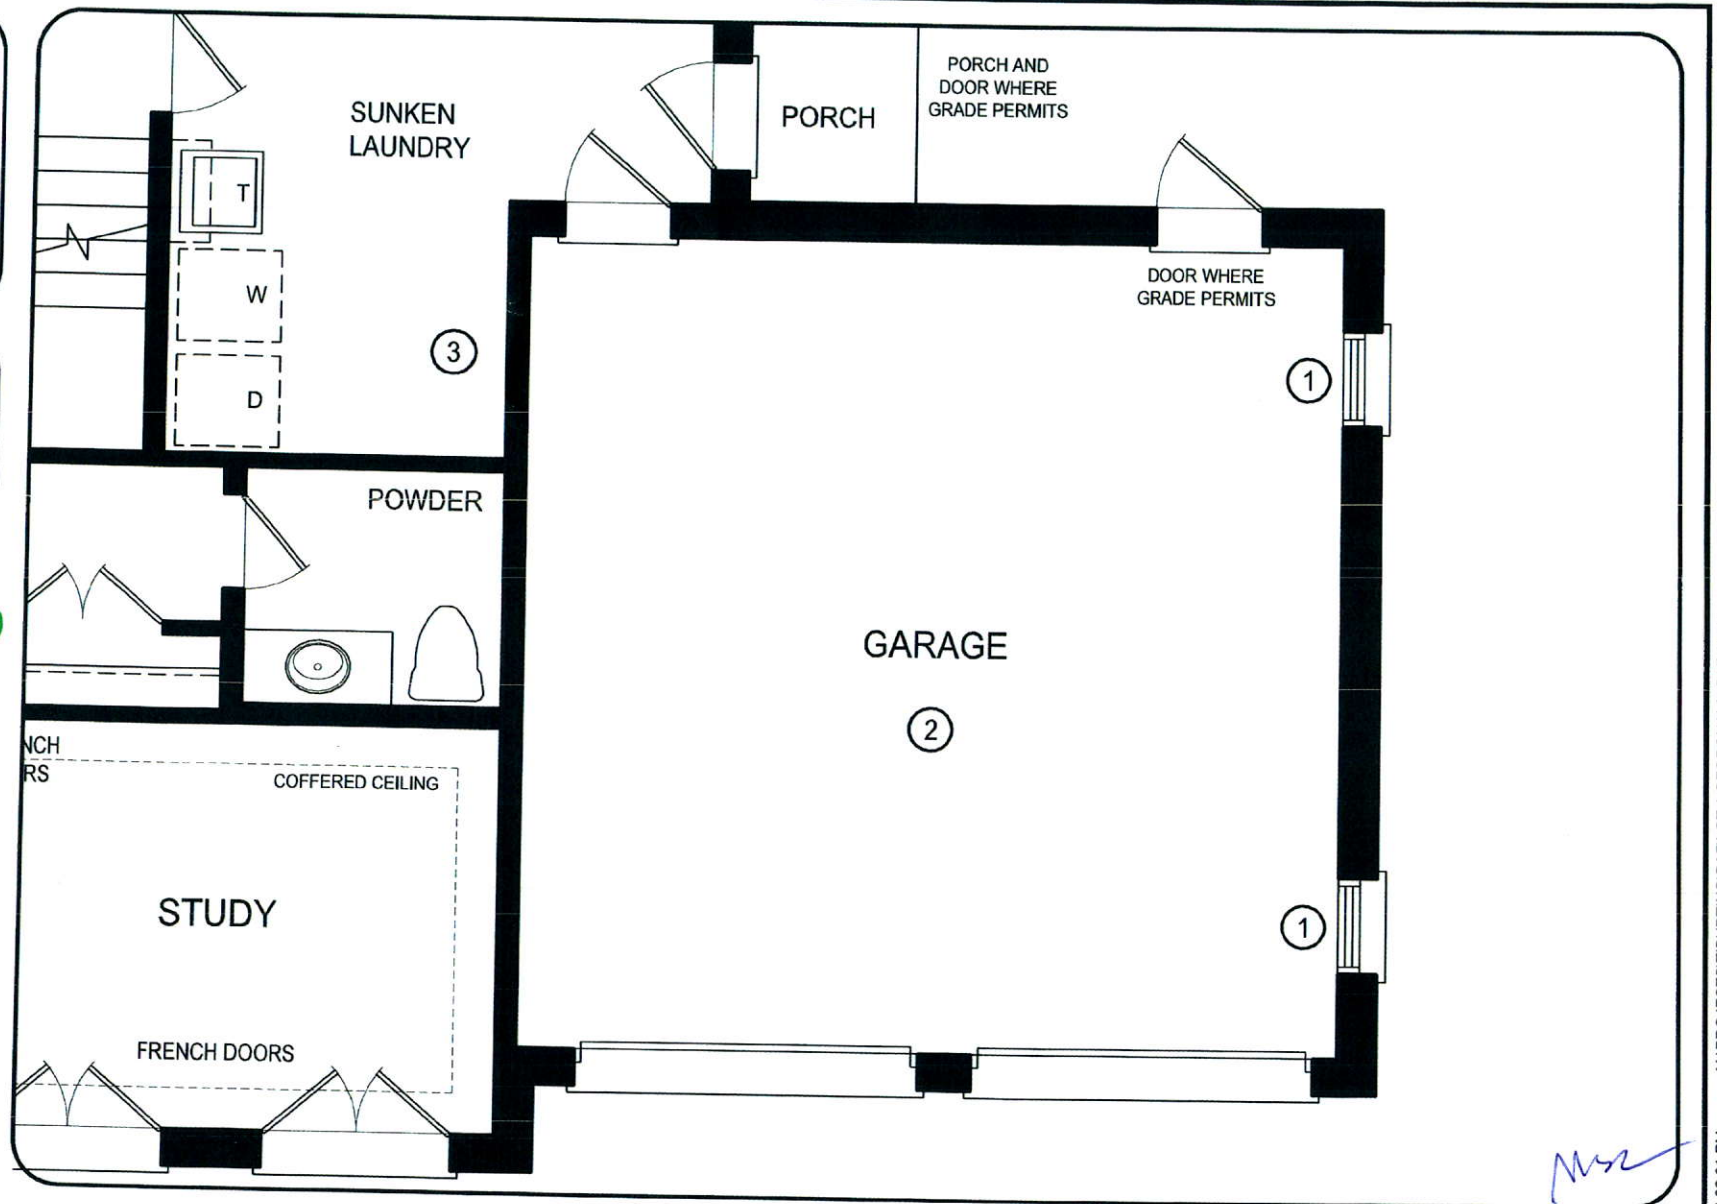 SUNKEN
LAUNDRY
PORCH
PORCH AND
DOOR WHERE
GRADE PERMITS
T
W
D
3
DOOR WHERE
GRADE PERMITS
1
POWDER
GARAGE
2
NCH
RS
COFFERED CEILING
STUDY
1
FRENCH DOORS